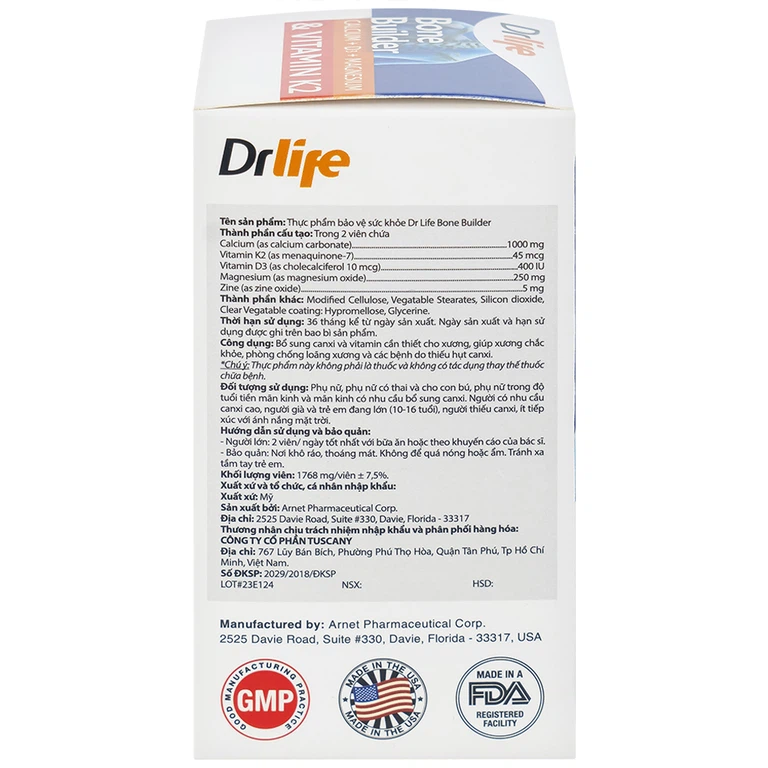 Drlife
Bone
Builder
CALCIUM + D3 + MAGNESIUM
& VITAMIN K2
Drlife
Tên sản phẩm: Thực phẩm bảo vệ sức khỏe Dr Life Bone Builder
Thành phần cấu tạo: Trong 2 viên chứa
Calcium (as calcium carbonate)...1000 mg
Vitamin K2 (as menaquinone-7)...45 mcg
Vitamin D3 (as cholecalciferol 10 mcg)...400 IU
Magnesium (as magnesium oxide)...250 mg
Zine (as zine oxide)...5 mg
Thành phần khác: Modified Cellulose, Vegatable Stearates, Silicon dioxide,
Clear Vegatable coating: Hypromellose, Glycerine.
Thời hạn sử dụng: 36 tháng kể từ ngày sản xuất. Ngày sản xuất và hạn sử
dụng được ghi trên bao bì sản phẩm.
Công dụng: Bổ sung canxi và vitamin cần thiết cho xương, giúp xương chắc
khỏe, phòng chống loãng xương và các bệnh do thiếu hụt canxi.
*Chú ý: Thực phẩm này không phải là thuốc và không có tác dụng thay thế thuốc
chữa bệnh.
Đối tượng sử dụng: Phụ nữ, phụ nữ có thai và cho con bú, phụ nữ trong độ
tuổi tiền mãn kinh và mãn kinh có nhu cầu bổ sung canxi. Người có nhu cầu
canxi cao, người già và trẻ em đang lớn (10-16 tuổi), người thiếu canxi, ít tiếp
xúc với ánh nắng mặt trời.
Hướng dẫn sử dụng và bảo quản:
- Người lớn: 2 viên/ ngày tốt nhất với bữa ăn hoặc theo khuyến cáo của bác sĩ.
- Bảo quản: Nơi khô ráo, thoáng mát. Không để quá nóng hoặc ẩm. Tránh xa
tầm tay trẻ em.
Khối lượng viên: 1768 mg/viên ± 7,5%.
Xuất xứ và tổ chức, cá nhân nhập khẩu:
Xuất xứ: Mỹ
Sản xuất bởi: Arnet Pharmaceutical Corp.
Địa chỉ: 2525 Davie Road, Suite #330, Davie, Florida - 33317
Thương nhân chịu trách nhiệm nhập khẩu và phân phối hàng hóa:
CÔNG TY CỔ PHẦN TUSCANY
Địa chỉ: 767 Lũy Bán Bích, Phường Phú Thọ Hòa, Quận Tân Phú, Tp Hồ Chí
Minh, Việt Nam.
Số ĐKSP: 2029/2018/ĐKSP
LOT#23E124 NSX: HSD:
Manufactured by: Arnet Pharmaceutical Corp.
2525 Davie Road, Suite #330, Davie, Florida - 33317, USA
GOOD MANUFACTURING PRACTICE
GMP
MADE IN THE USA
MADE IN THE USA
MADE IN A
FDA
REGISTERED
FACILITY